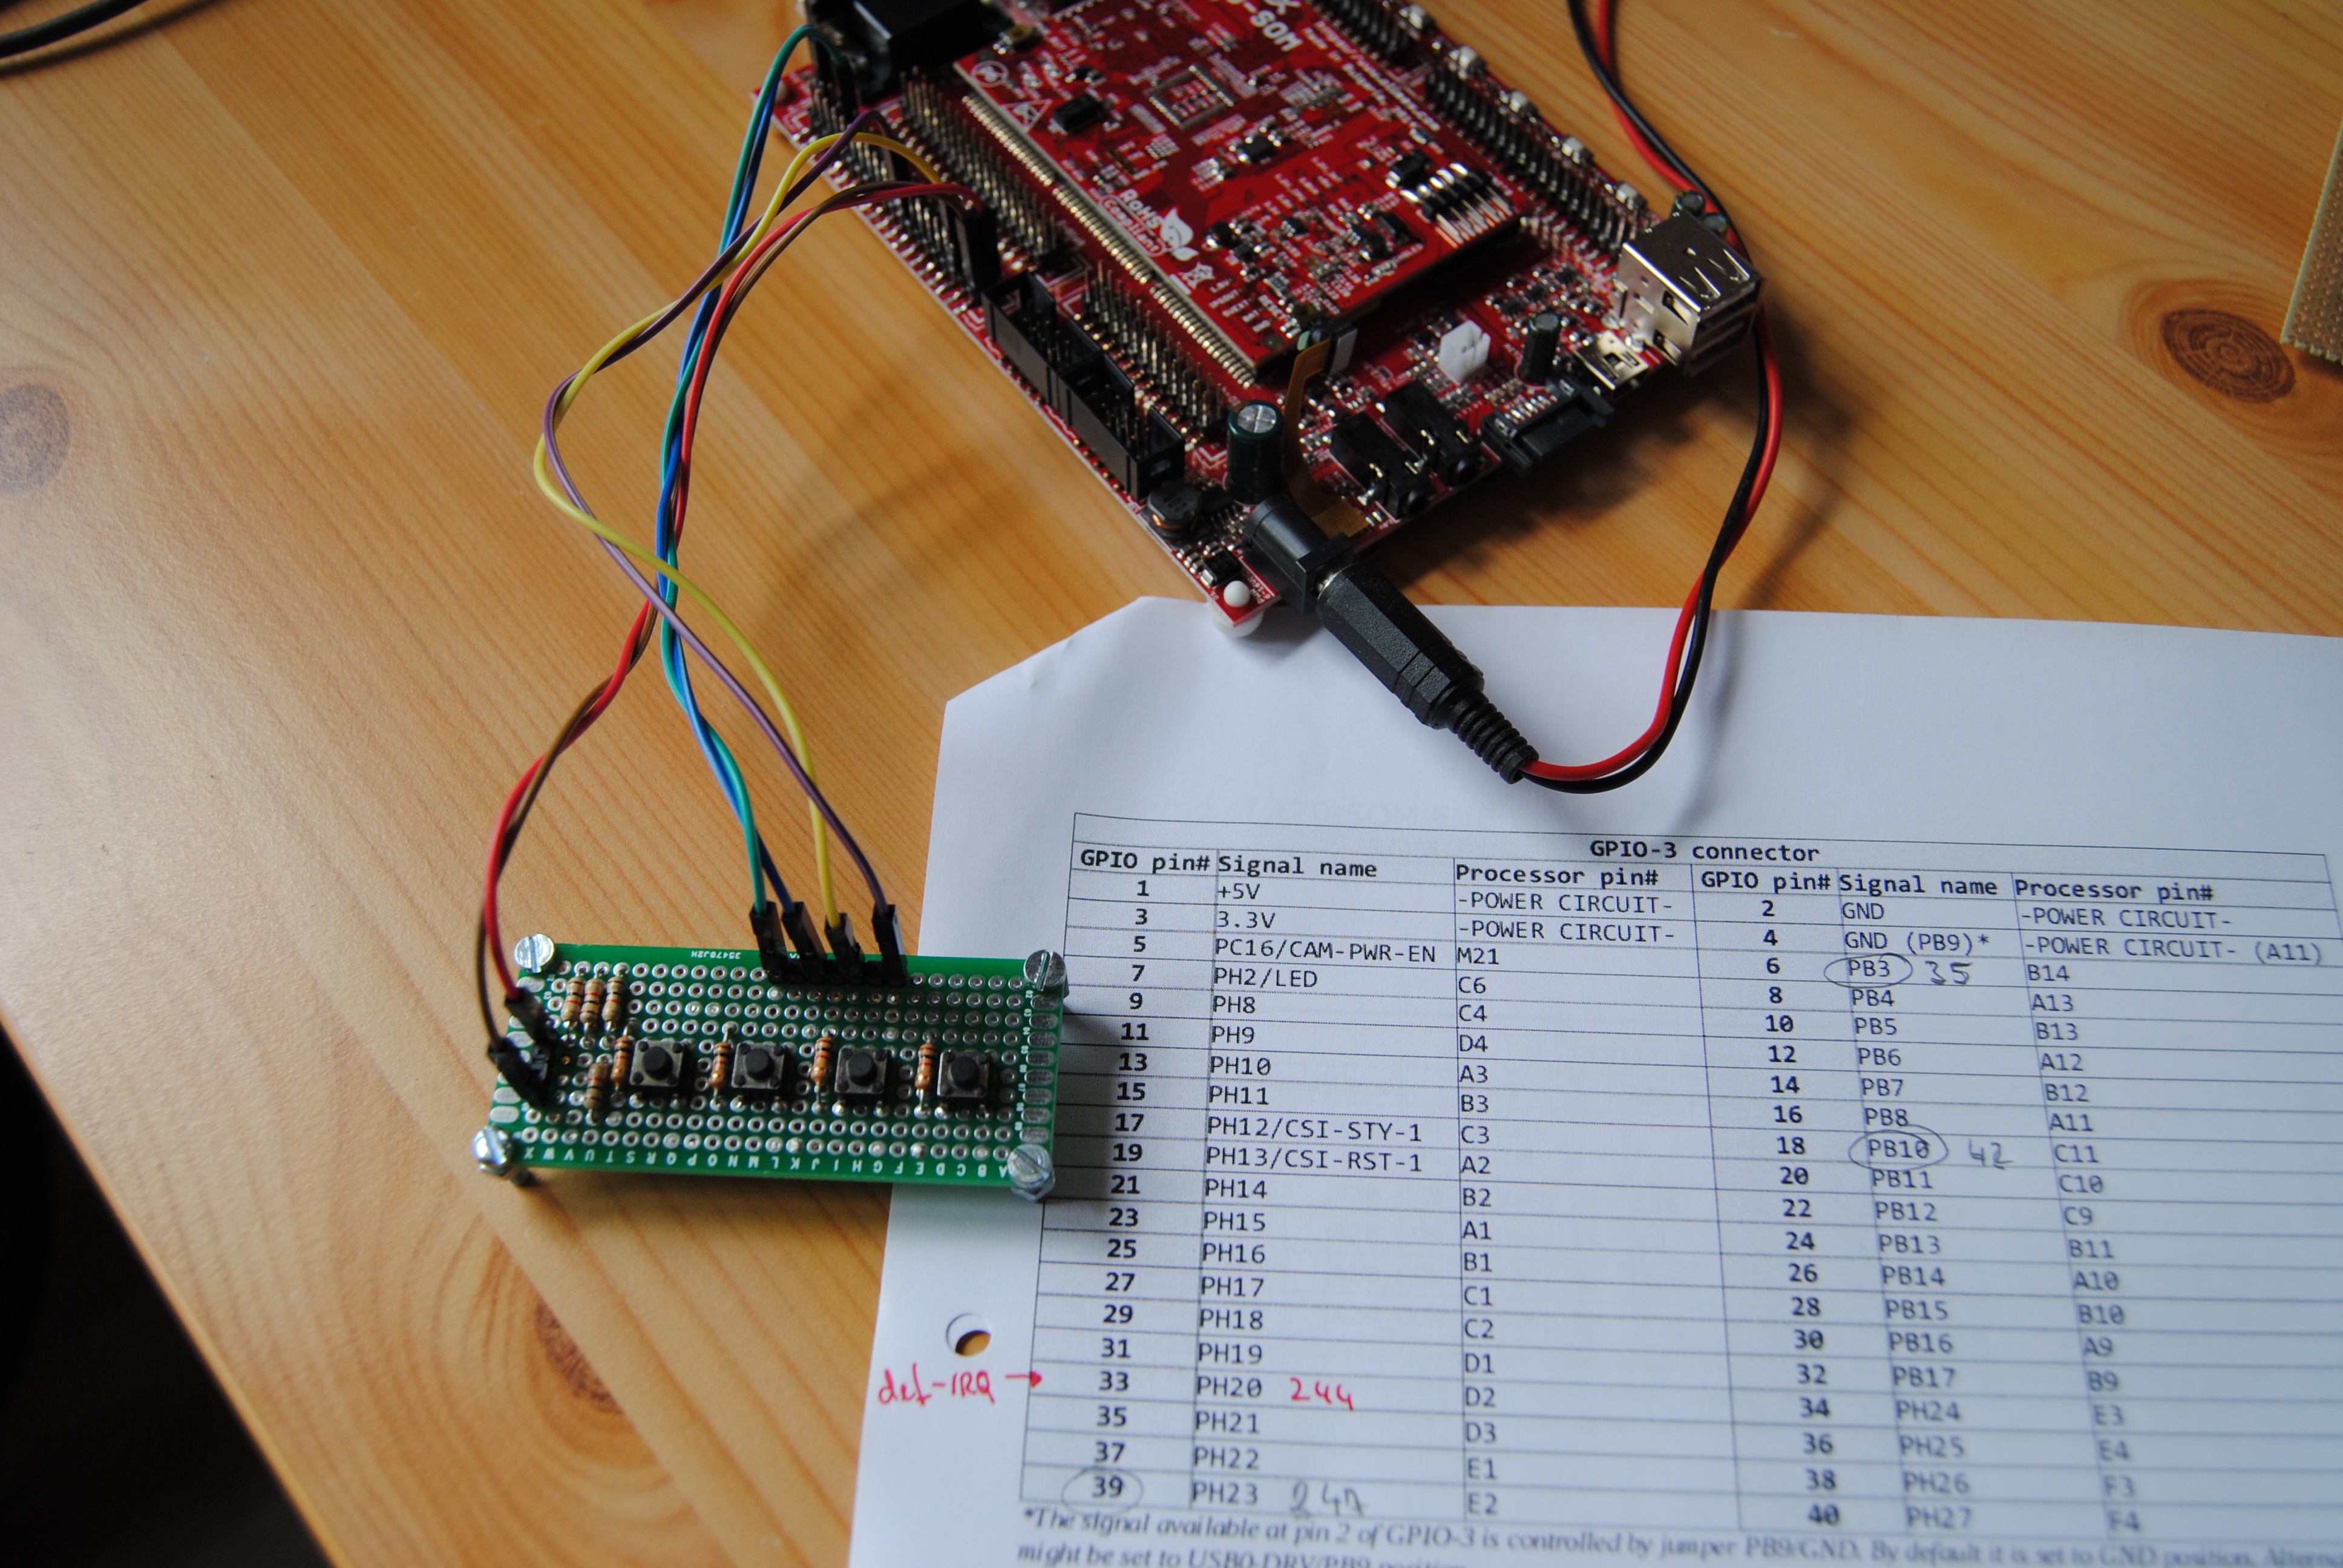 -SOM
RoHS
Compliant
35478J2H
X W V U T S R Q P O N M L K J I H G F E D C B A
GPIO-3 connector
GPIO pin# Signal name Processor pin# GPIO pin# Signal name Processor pin#
1 +5V -POWER CIRCUIT- 2 GND -POWER CIRCUIT-
3 3.3V -POWER CIRCUIT- 4 GND (PB9)* -POWER CIRCUIT- (A11)
5 PC16/CAM-PWR-EN M21 6 PB3 35 B14
7 PH2/LED C6 8 PB4 A13
9 PH8 C4 10 PB5 B13
11 PH9 D4 12 PB6 A12
13 PH10 A3 14 PB7 B12
15 PH11 B3 16 PB8 A11
17 PH12/CSI-STY-1 C3 18 PB10 42 C11
19 PH13/CSI-RST-1 A2 20 PB11 C10
21 PH14 B2 22 PB12 C9
23 PH15 A1 24 PB13 B11
25 PH16 B1 26 PB14 A10
27 PH17 C1 28 PB15 B10
29 PH18 C2 30 PB16 A9
31 PH19 D1 32 PB17 B9
def-IRQ → 33 PH20 244 D2 34 PH24 E3
35 PH21 D3 36 PH25 E4
37 PH22 E1 38 PH26 F3
39 PH23 247 E2 40 PH27 F4
*The signal available at pin 2 of GPIO-3 is controlled by jumper PB9/GND. By default it is set to GND position.
might be set to USB0-DRV/PB9 position